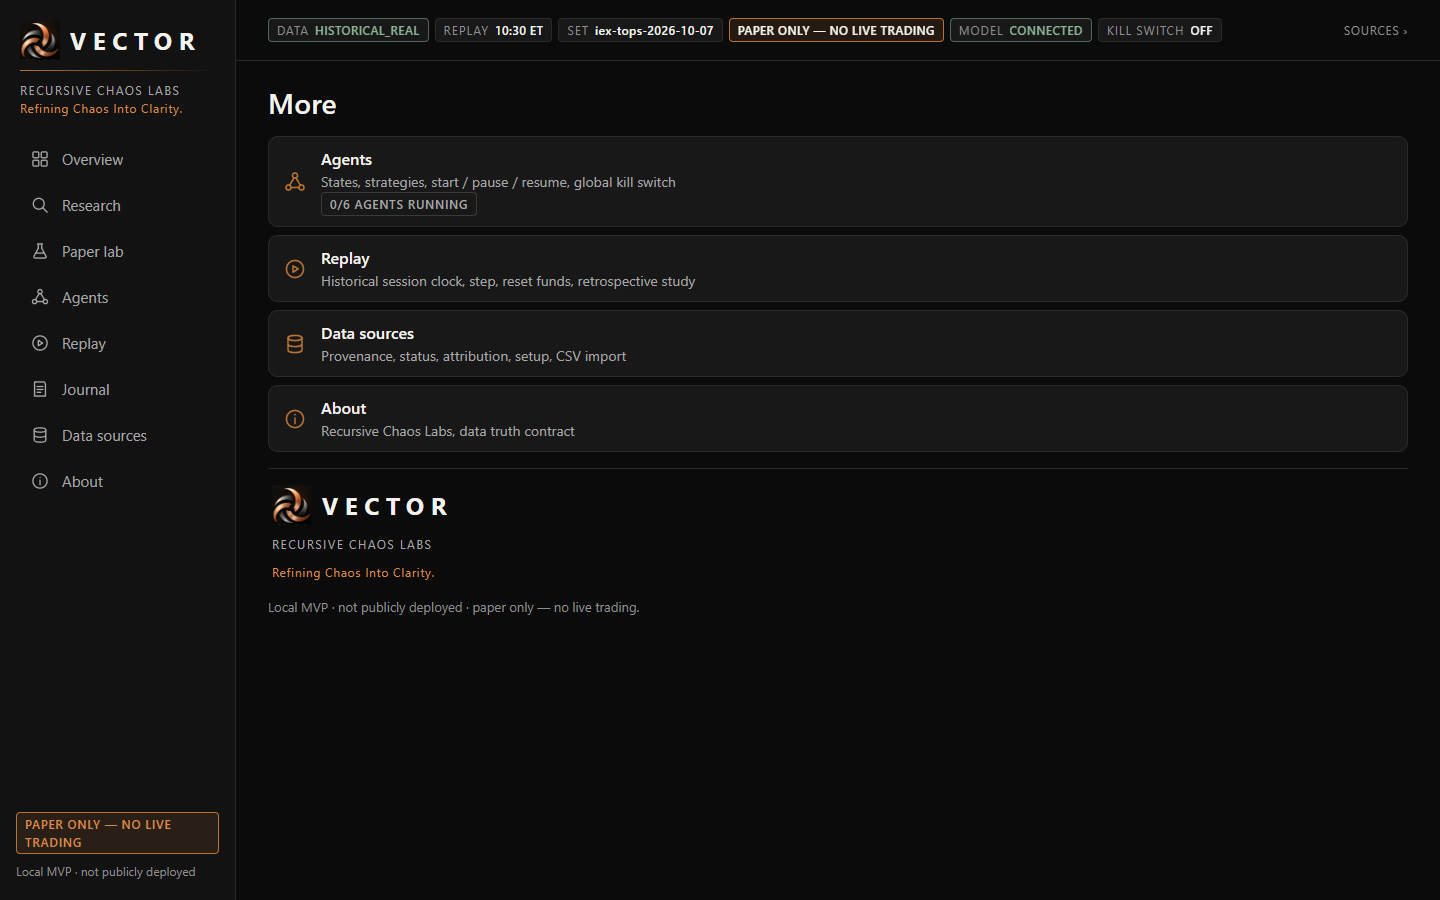 VECTOR
RECURSIVE CHAOS LABS
Refining Chaos Into Clarity.
Overview
Research
Paper lab
Agents
Replay
Journal
Data sources
About
PAPER ONLY — NO LIVE
TRADING
Local MVP · not publicly deployed
DATA HISTORICAL_REAL
REPLAY 10:30 ET
SET iex-tops-2026-10-07
PAPER ONLY — NO LIVE TRADING
MODEL CONNECTED
KILL SWITCH OFF
SOURCES ›
More
Agents
States, strategies, start / pause / resume, global kill switch
0/6 AGENTS RUNNING
Replay
Historical session clock, step, reset funds, retrospective study
Data sources
Provenance, status, attribution, setup, CSV import
About
Recursive Chaos Labs, data truth contract
VECTOR
RECURSIVE CHAOS LABS
Refining Chaos Into Clarity.
Local MVP · not publicly deployed · paper only — no live trading.